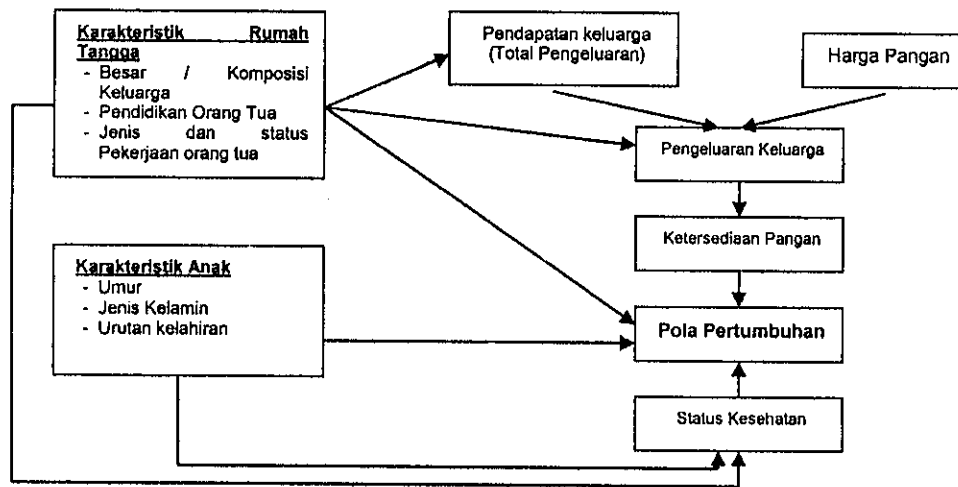 Karakteristik Rumah
Tangga
- Besar / Komposisi
Keluarga
- Pendidikan Orang Tua
- Jenis dan status
Pekerjaan orang tua
Pendapatan keluarga
(Total Pengeluaran)
Harga Pangan
Pengeluaran Keluarga
Ketersediaan Pangan
Karakteristik Anak
- Umur
- Jenis Kelamin
- Urutan kelahiran
Pola Pertumbuhan
Status Kesehatan